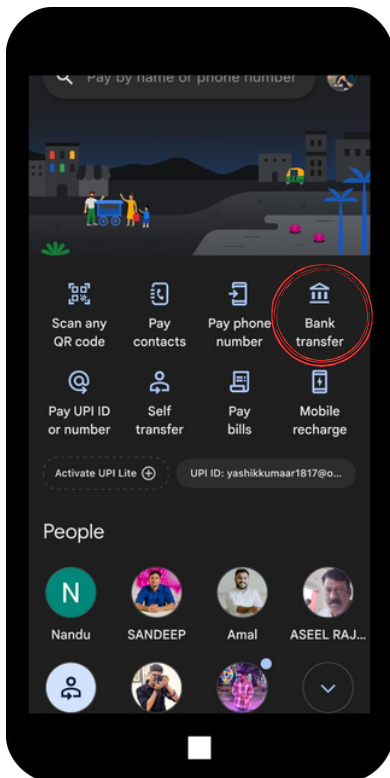 Pay by name or phone number
Scan any
QR code
Pay
contacts
Pay phone
number
Bank
transfer
Pay UPI ID
or number
Self
transfer
Pay
bills
Mobile
recharge
Activate UPI Lite
UPI ID: yashikkumaar1817@o...
People
N
Nandu
SANDEEP
Amal
ASEEL RAJ...